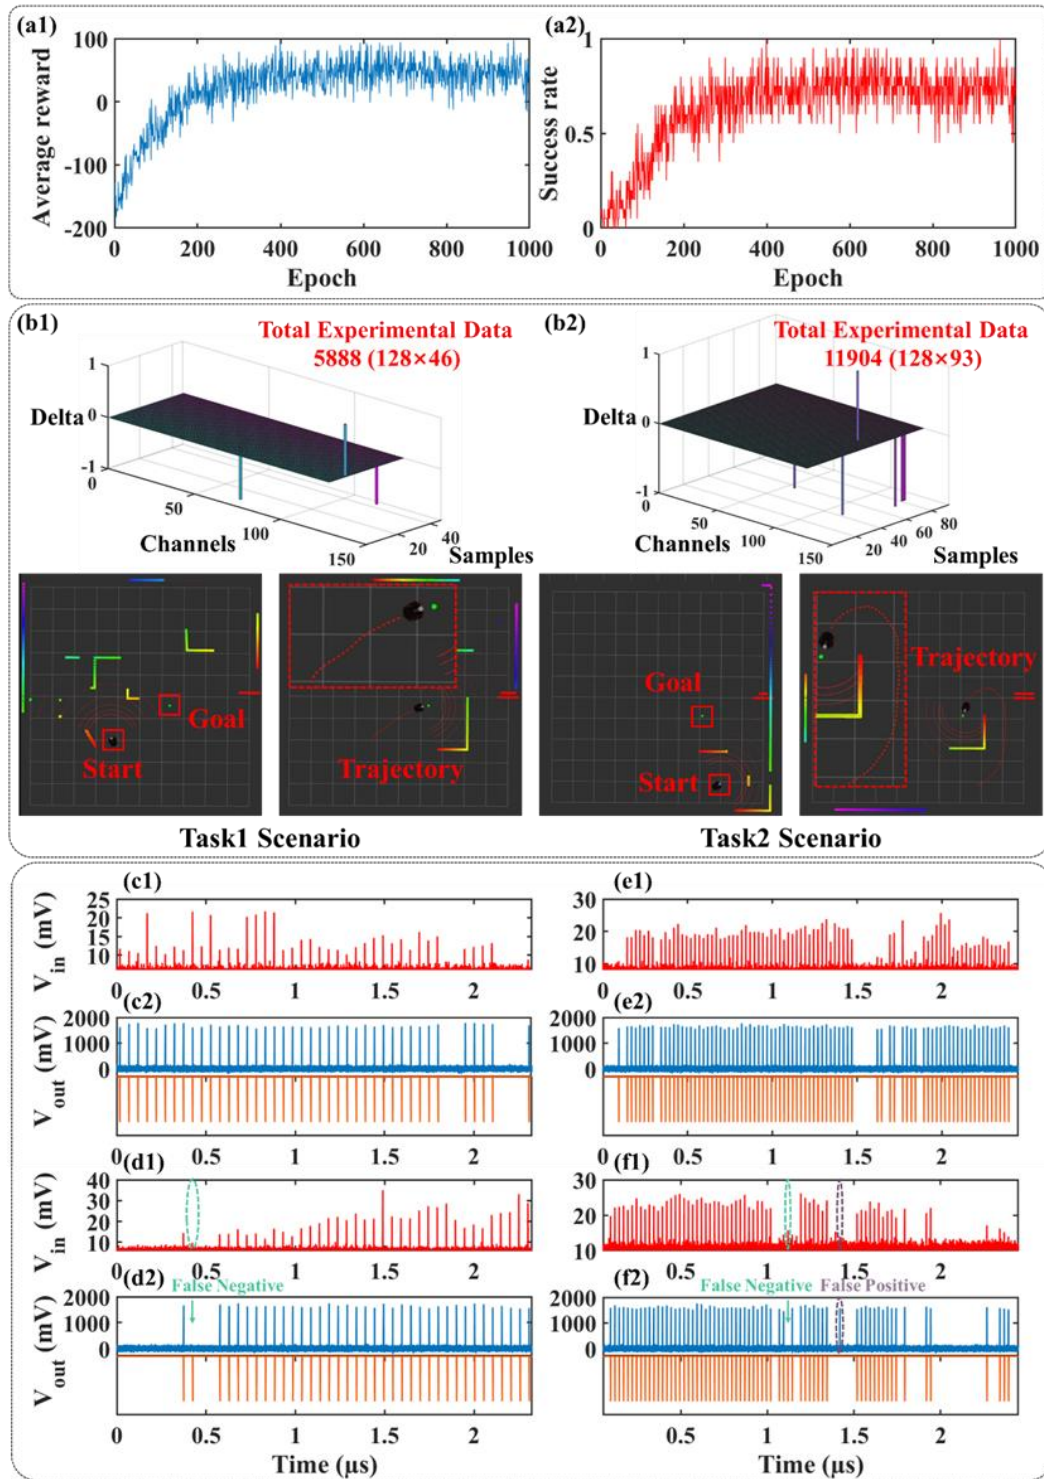 (a1)
100
0
-100
-200
Average reward
0 200 400 600 800 1000
Epoch
(a2)
1
0.5
0
Success rate
0 200 400 600 800 1000
Epoch
(b1)
Total Experimental Data
5888 (128×46)
1
Delta 0
-1
0
50
100
150
Channels
20
40
Samples
(b2)
Total Experimental Data
11904 (128×93)
1
Delta
0
-1
0
50
100
150
Channels
20 40 60 80
Samples
Goal
Start
Trajectory
Goal
Start
Trajectory
Task1 Scenario
Task2 Scenario
(c1)
25
20
15
10
V_in (mV)
0 0.5 1 1.5 2
(c2)
2000
1000
0
V_out (mV)
0 0.5 1 1.5 2
(d1)
40
30
20
10
V_in (mV)
0 0.5 1 1.5 2
(d2)
False Negative
2000
1000
0
V_out (mV)
0 0.5 1 1.5 2
Time (μs)
(e1)
30
20
10
0 0.5 1 1.5 2
(e2)
2000
1000
0
0 0.5 1 1.5 2
(f1)
30
20
10
0 0.5 1 1.5 2
(f2)
False Negative False Positive
2000
1000
0
0 0.5 1 1.5 2
Time (μs)